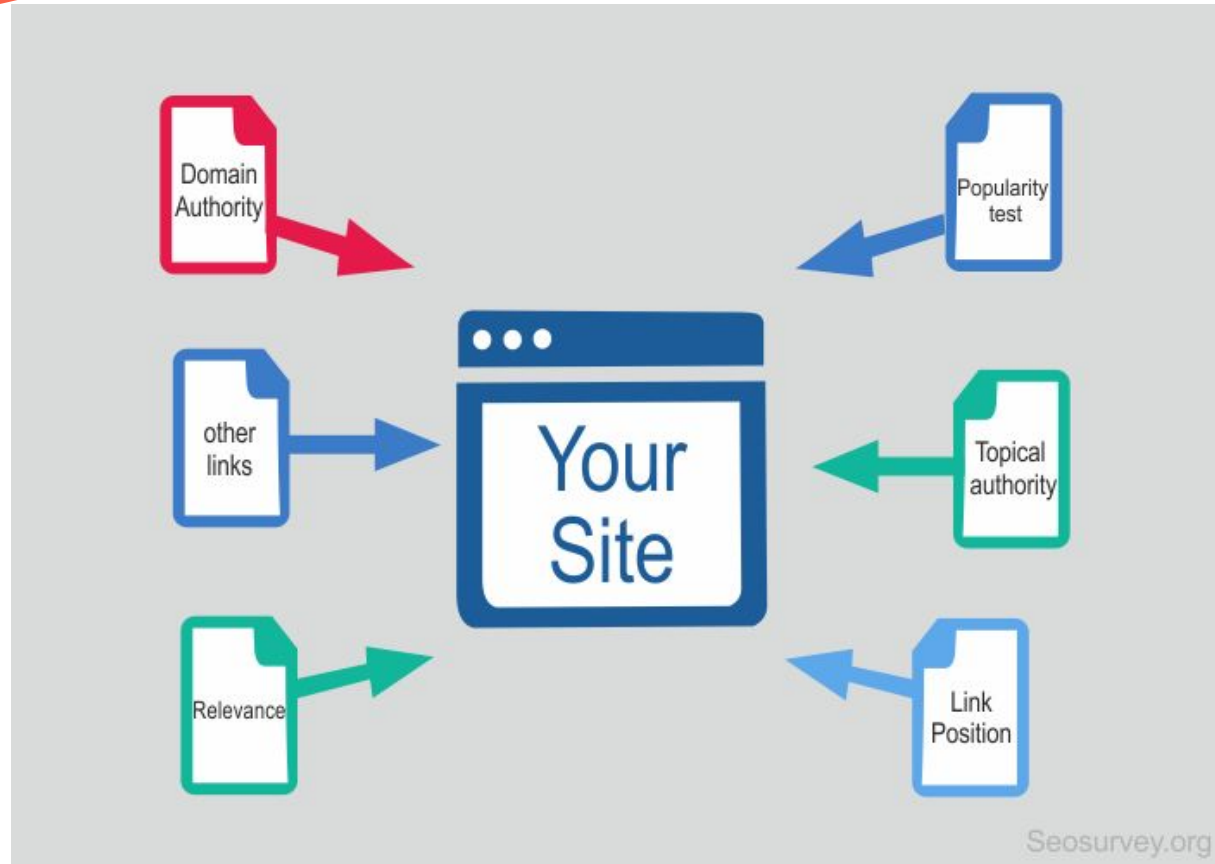 Domain
Authority
Popularity
test
other
links
Your
Site
Topical
authority
Relevance
Link
Position
Seosurvey.org